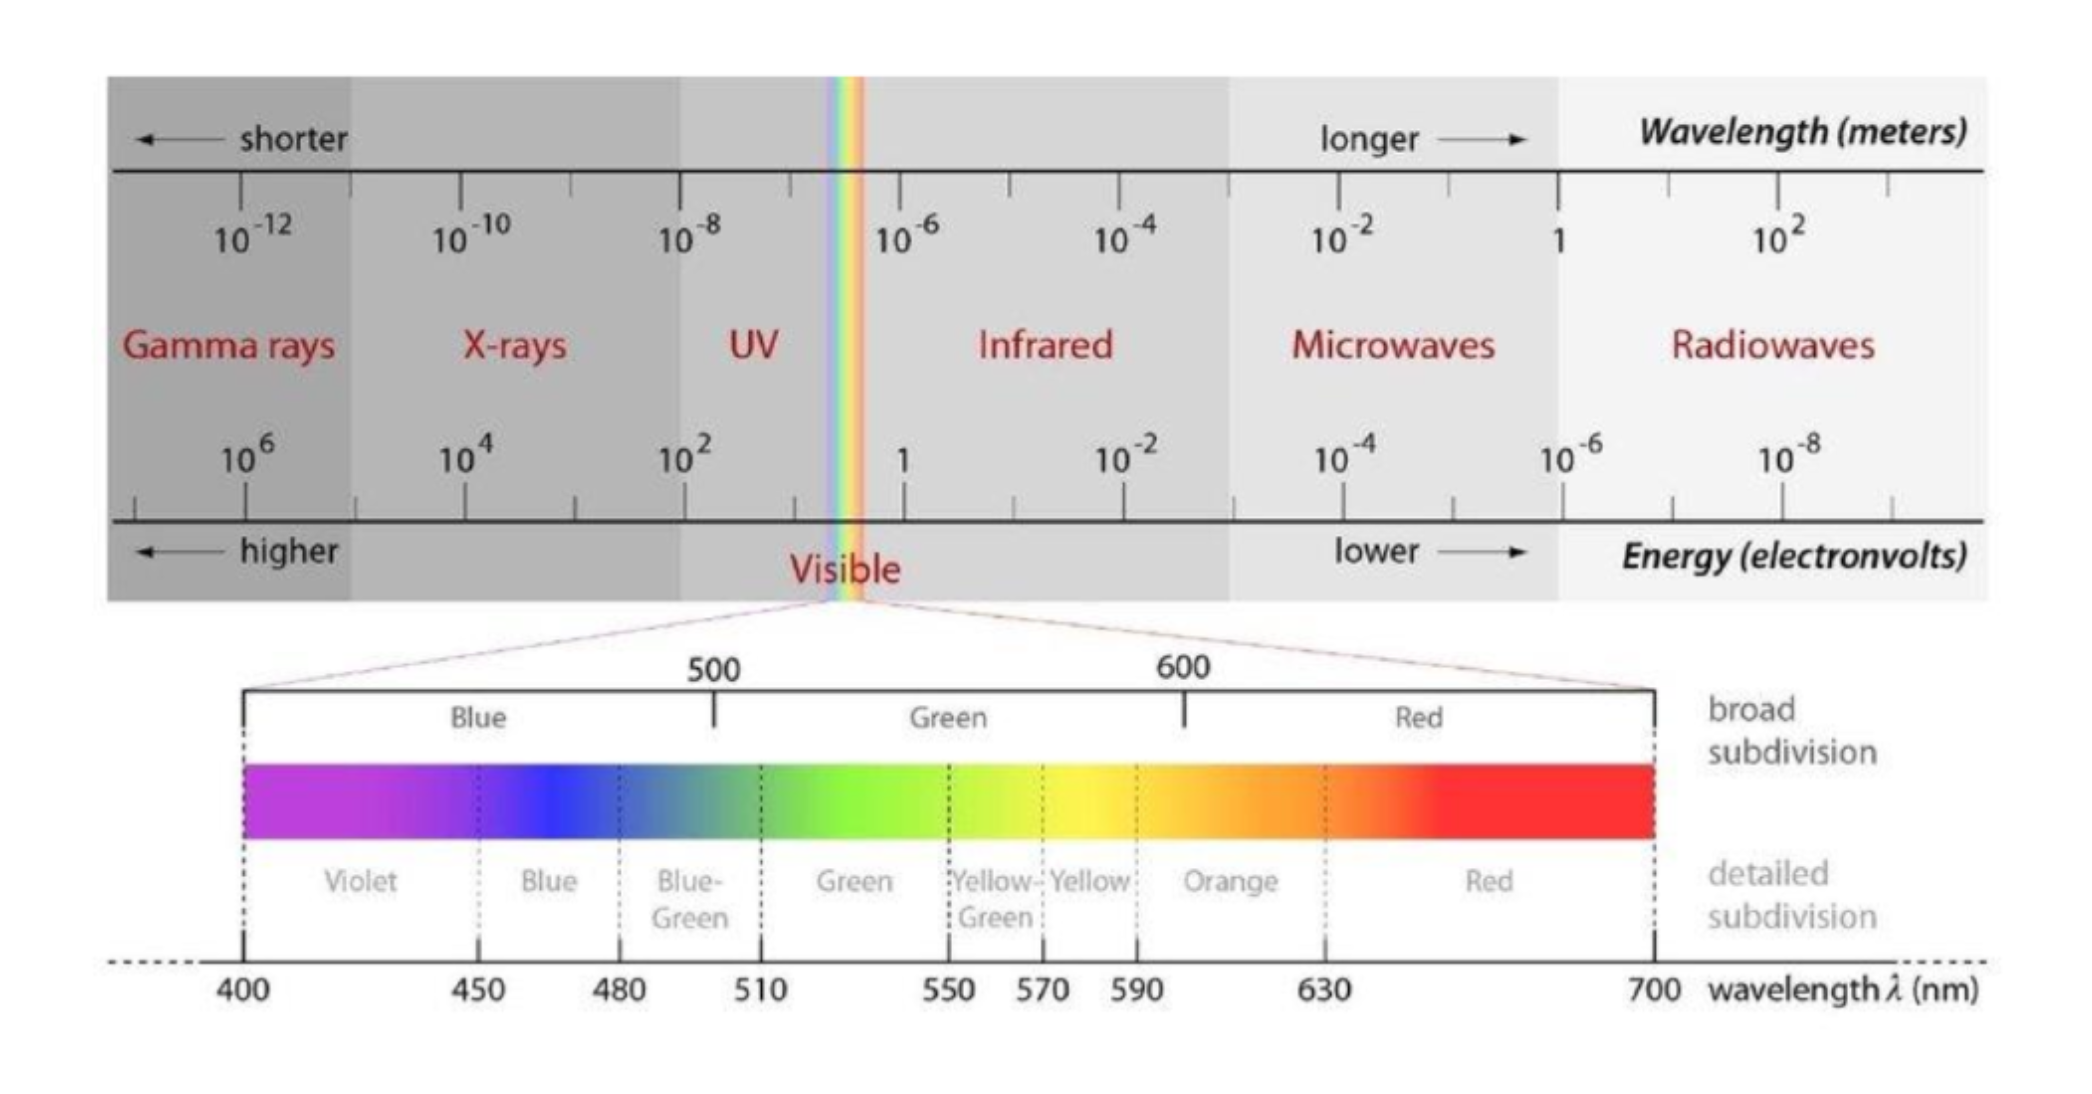 shorter longer Wavelength (meters)
10-12 10-10 10-8 10-6 10-4 10-2 1 102
Gamma rays X-rays UV Infrared Microwaves Radiowaves
106 104 102 1 10-2 10-4 10-6 10-8
higher lower Energy (electronvolts)
Visible
500 600
Blue Green Red broad
subdivision
Violet Blue Blue- Green Yellow- Yellow Orange Red detailed
Green Green subdivision
400 450 480 510 550 570 590 630 700 wavelength λ (nm)